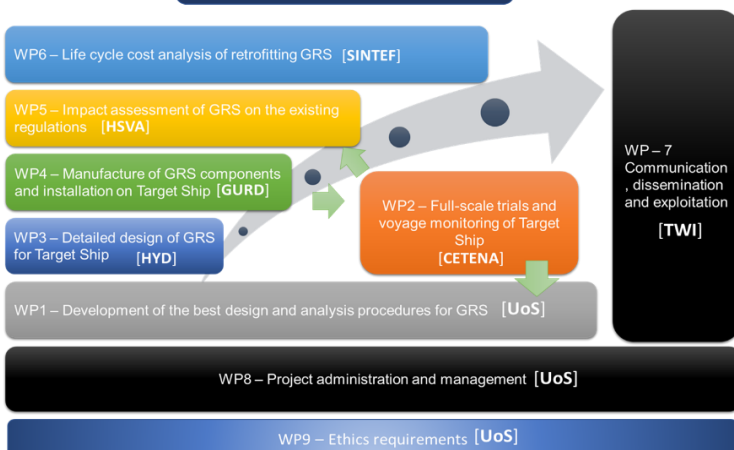 WP6 – Life cycle cost analysis of retrofitting GRS [SINTEF]
WP5 – Impact assessment of GRS on the existing
regulations [HSVA]
WP4 – Manufacture of GRS components
and installation on Target Ship [GURD]
WP3 – Detailed design of GRS
for Target Ship [HYD]
WP2 – Full-scale trials and
voyage monitoring of Target
Ship
[CETENA]
WP1 – Development of the best design and analysis procedures for GRS [UoS]
WP – 7
Communication
, dissemination
and exploitation
[TWI]
WP8 – Project administration and management [UoS]
WP9 – Ethics requirements [UoS]